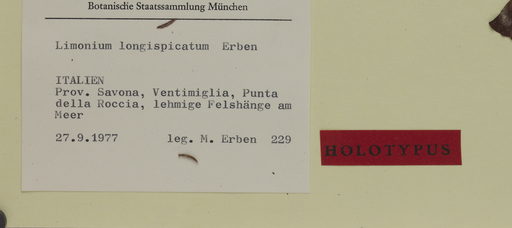 Botanische Staatssammlung München
Limonium longispicatum Erben
ITALIEN
Prov. Savona, Ventimiglia, Punta
della Roccia, lehmige Felshänge am
Meer
27.9.1977 leg. M. Erben 229
HOLOTYPUS